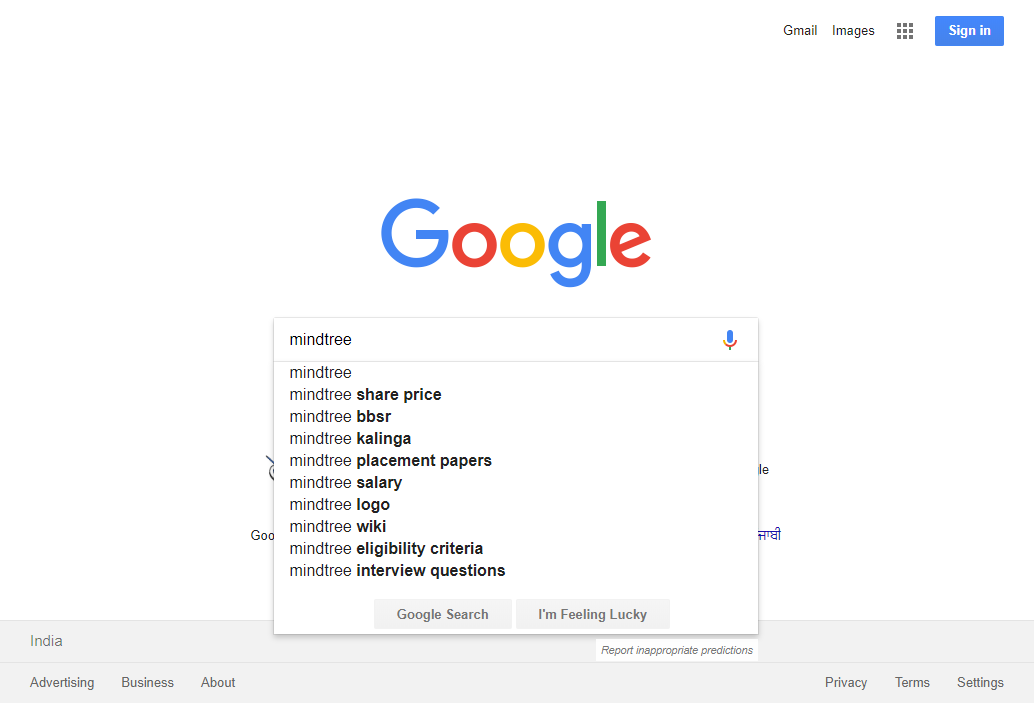 Gmail Images Sign in
Google
mindtree
mindtree
mindtree share price
mindtree bbsr
mindtree kalinga
mindtree placement papers
mindtree salary
mindtree logo
mindtree wiki
mindtree eligibility criteria
mindtree interview questions
Google Search I'm Feeling Lucky
India
Report inappropriate predictions
Advertising Business About Privacy Terms Settings